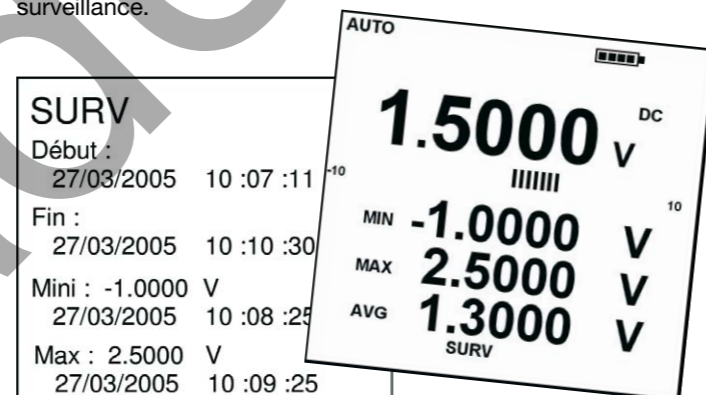 surveillance.
SURV
Début :
27/03/2005 10 :07 :11
Fin :
27/03/2005 10 :10 :30
Mini : -1.0000 V
27/03/2005 10 :08 :25
Max : 2.5000 V
27/03/2005 10 :09 :25
AUTO
DC
1.5000 V
-10
10
MIN -1.0000 V
MAX 2.5000 V
AVG 1.3000 V
SURV